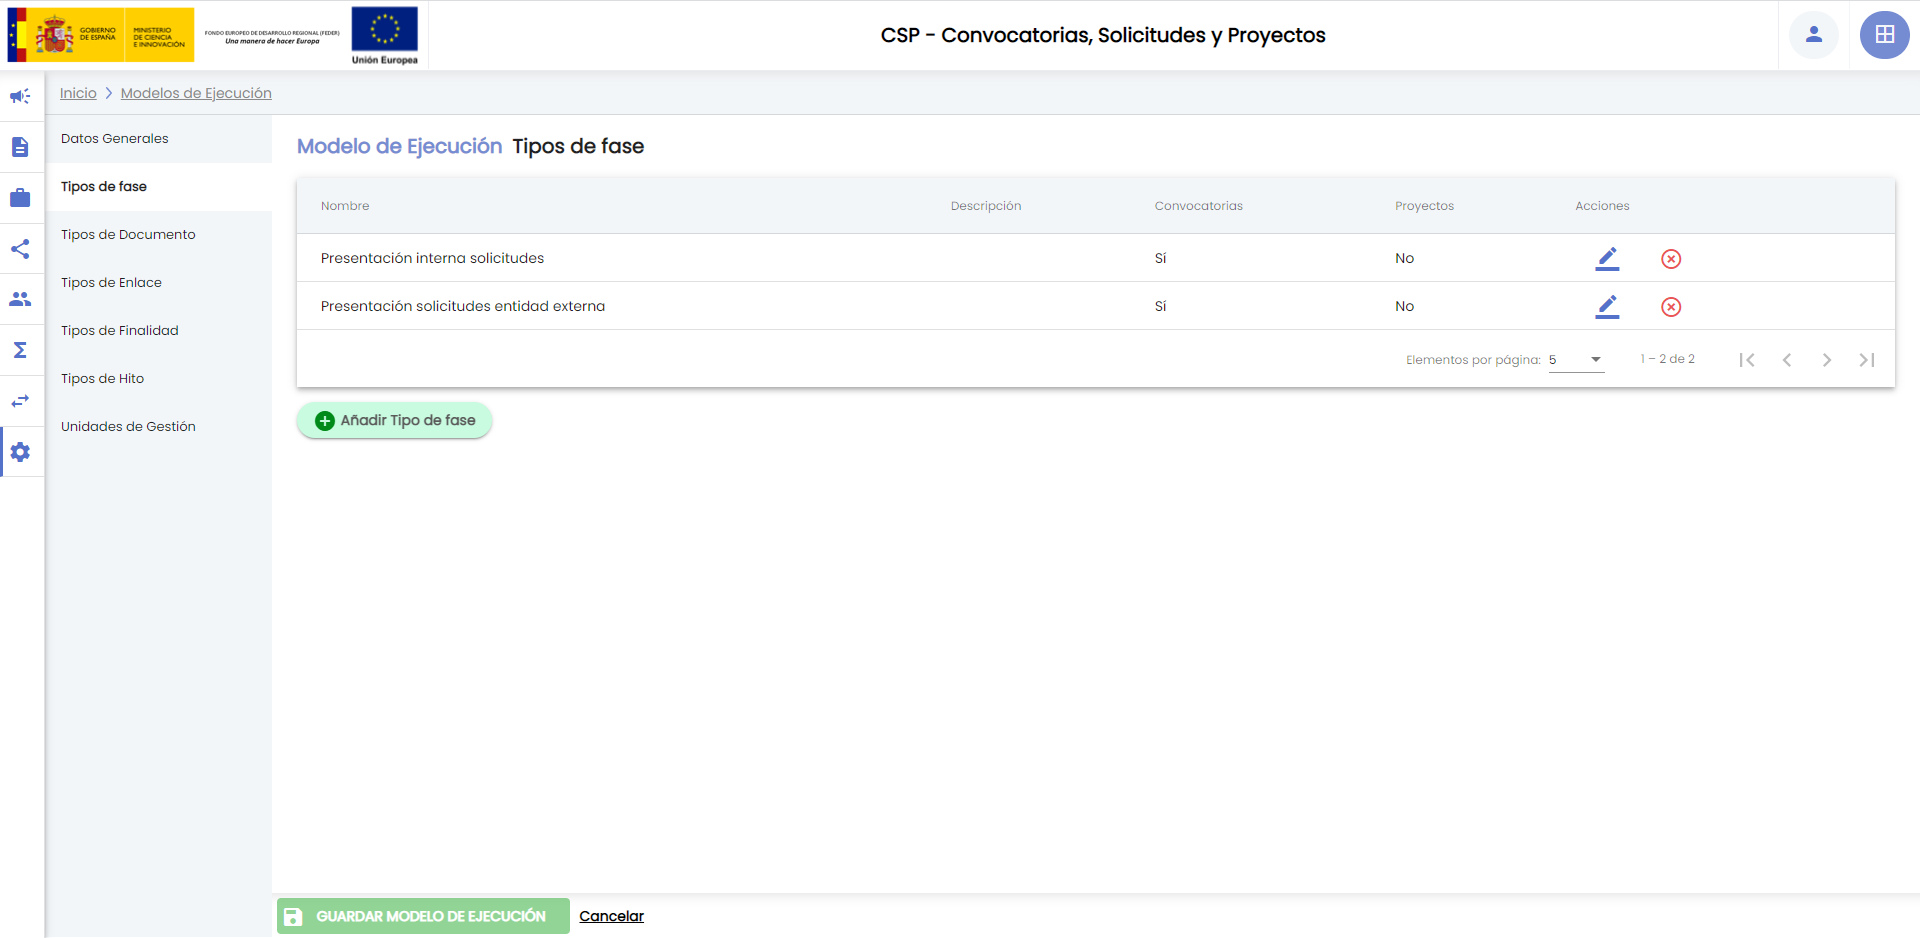 GOBIERNO
DE ESPAÑA
MINISTERIO
DE CIENCIA
E INNOVACIÓN
FONDO EUROPEO DE DESARROLLO REGIONAL (FEDER)
Una manera de hacer Europa
Unión Europea
CSP - Convocatorias, Solicitudes y Proyectos
Inicio > Modelos de Ejecución
Datos Generales
Tipos de fase
Tipos de Documento
Tipos de Enlace
Tipos de Finalidad
Tipos de Hito
Unidades de Gestión
Modelo de Ejecución Tipos de fase
Nombre Descripción Convocatorias Proyectos Acciones
Presentación interna solicitudes Sí No
Presentación solicitudes entidad externa Sí No
Elementos por página: 5 1 – 2 de 2
Añadir Tipo de fase
GUARDAR MODELO DE EJECUCIÓN Cancelar